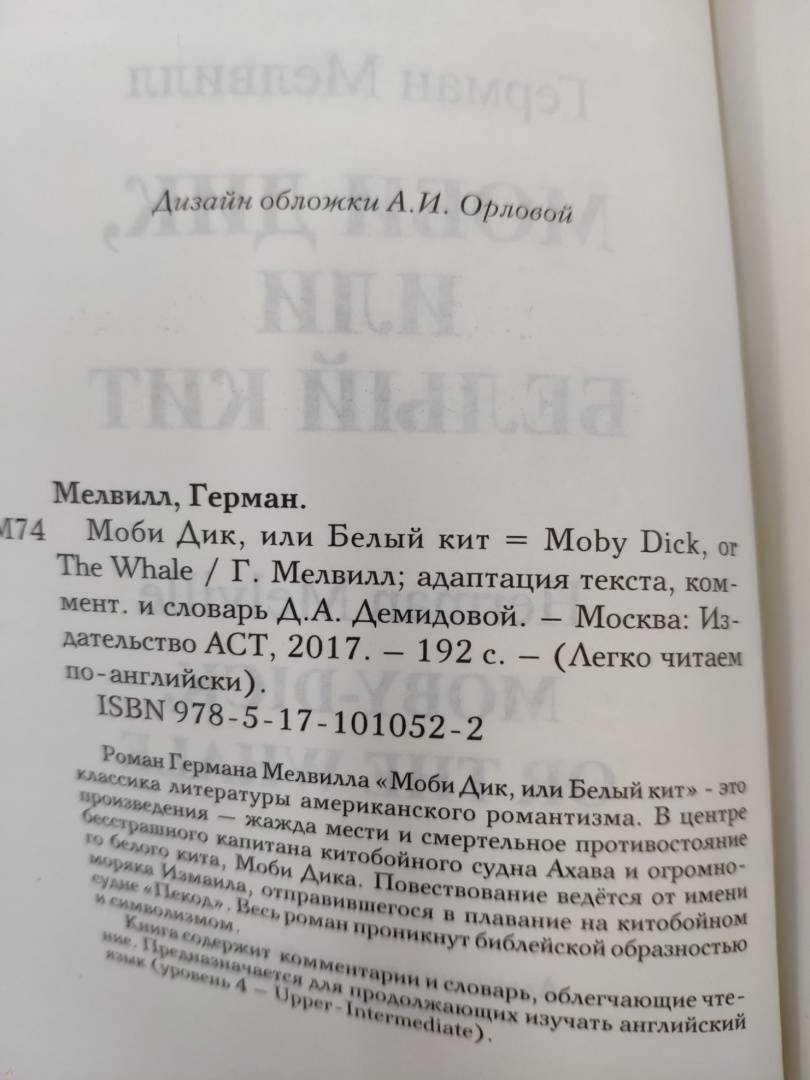 Дизайн обложки А.И. Орловой
Мелвилл, Герман.
М74 Моби Дик, или Белый кит = Moby Dick, or
The Whale / Г. Мелвилл; адаптация текста, ком-
мент. и словарь Д.А. Демидовой. — Москва: Из-
дательство АСТ, 2017. — 192 с. — (Легко читаем
по-английски).
ISBN 978-5-17-101052-2
Роман Германа Мелвилла «Моби Дик, или Белый кит» - это
классика литературы американского романтизма. В центре
произведения — жажда мести и смертельное противостояние
бесстрашного капитана китобойного судна Ахава и огромно-
го белого кита, Моби Дика. Повествование ведётся от имени
моряка Измаила, отправившегося в плавание на китобойном
судне «Пекод». Весь роман проникнут библейской образностью
и символизмом.
Книга содержит комментарии и словарь, облегчающие чте-
ние. Предназначается для продолжающих изучать английский
язык (уровень 4 — Upper-Intermediate).